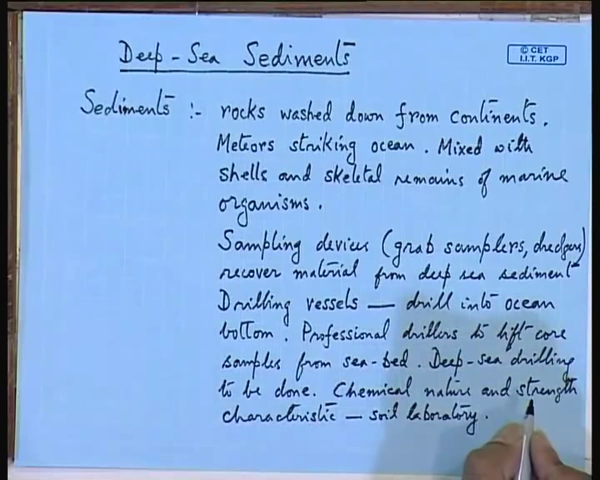 Deep-Sea Sediments
© CET
I.I.T. KGP
Sediments :- rocks washed down from continents.
Meteors striking ocean. Mixed with
shells and skeletal remains of marine
organisms.
Sampling devices (grab samplers, dredgers)
recover material from deep sea sediment
Drilling vessels — drill into ocean
bottom. Professional drillers to lift core
samples from sea-bed. Deep-sea drilling
to be done. Chemical nature and strength
characteristic — soil laboratory.